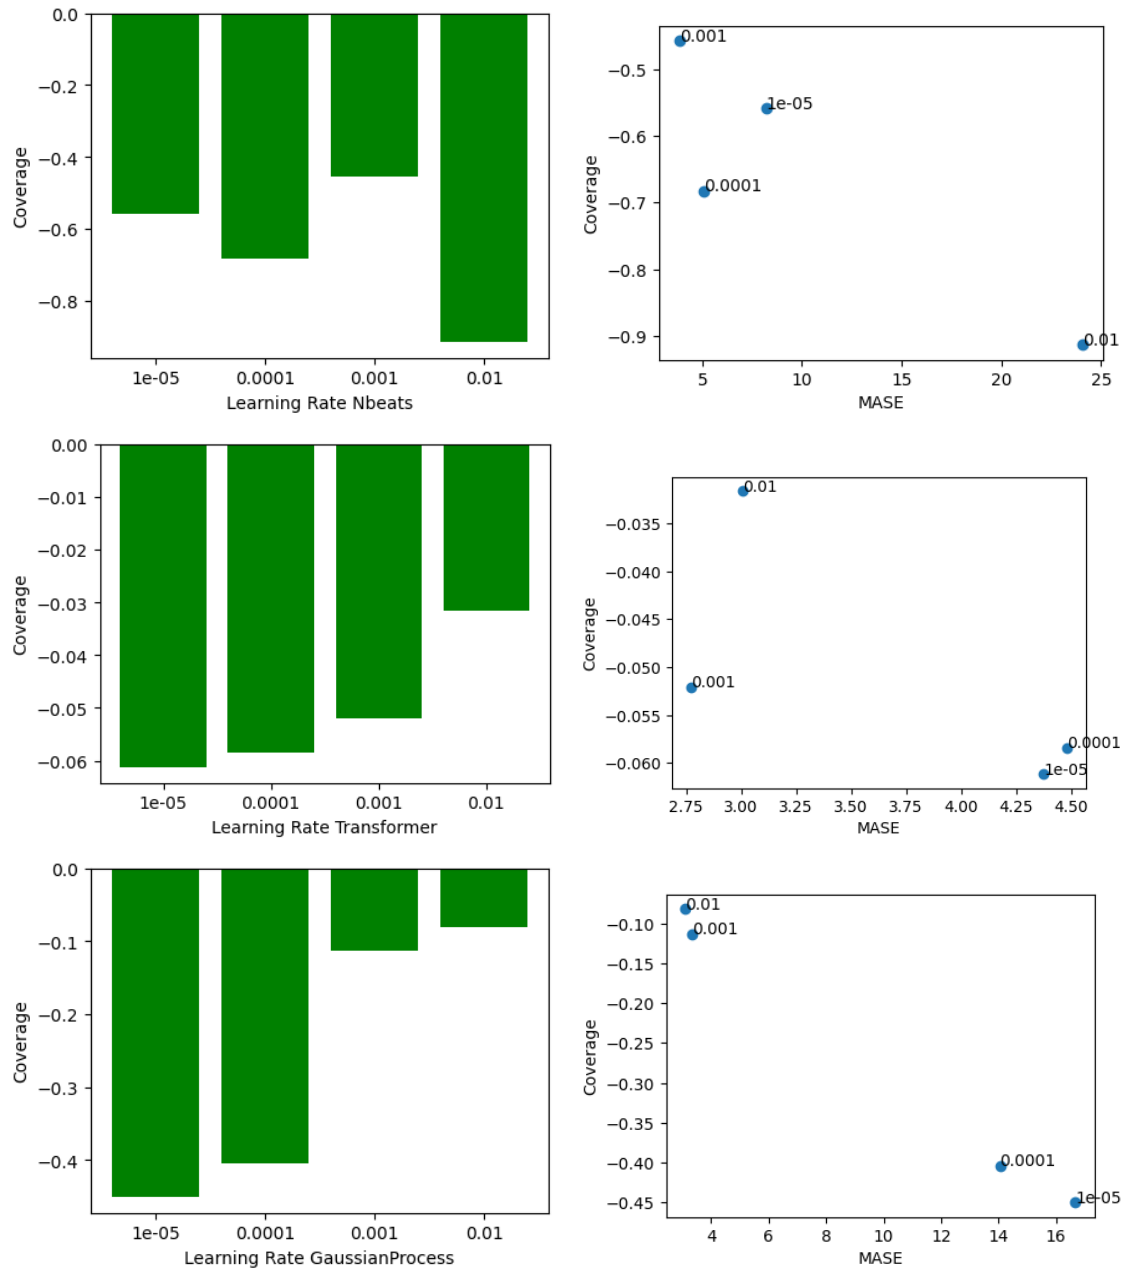 0.0
−0.2
−0.4
−0.6
−0.8
Coverage
1e-05 0.0001 0.001 0.01
Learning Rate Nbeats
−0.5
−0.6
−0.7
−0.8
−0.9
Coverage
0.001
1e-05
0.0001
0.01
5 10 15 20 25
MASE
0.00
−0.01
−0.02
−0.03
−0.04
−0.05
−0.06
Coverage
1e-05 0.0001 0.001 0.01
Learning Rate Transformer
−0.035
−0.040
−0.045
−0.050
−0.055
−0.060
Coverage
0.01
0.001
0.0001
1e-05
2.75 3.00 3.25 3.50 3.75 4.00 4.25 4.50
MASE
0.0
−0.1
−0.2
−0.3
−0.4
Coverage
1e-05 0.0001 0.001 0.01
Learning Rate GaussianProcess
−0.10
−0.15
−0.20
−0.25
−0.30
−0.35
−0.40
−0.45
Coverage
0.01
0.001
0.0001
1e-05
4 6 8 10 12 14 16
MASE